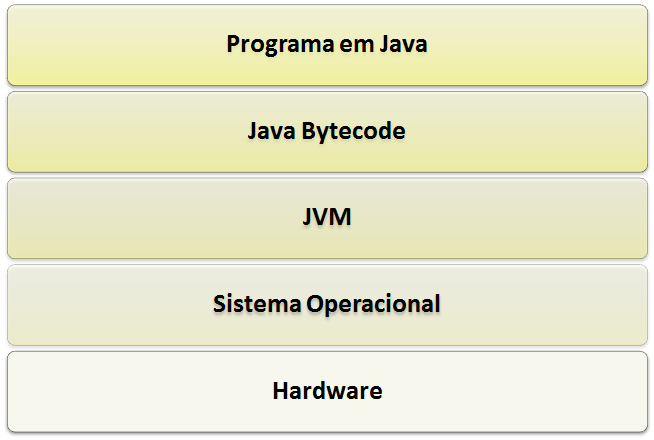 Programa em Java
Java Bytecode
JVM
Sistema Operacional
Hardware